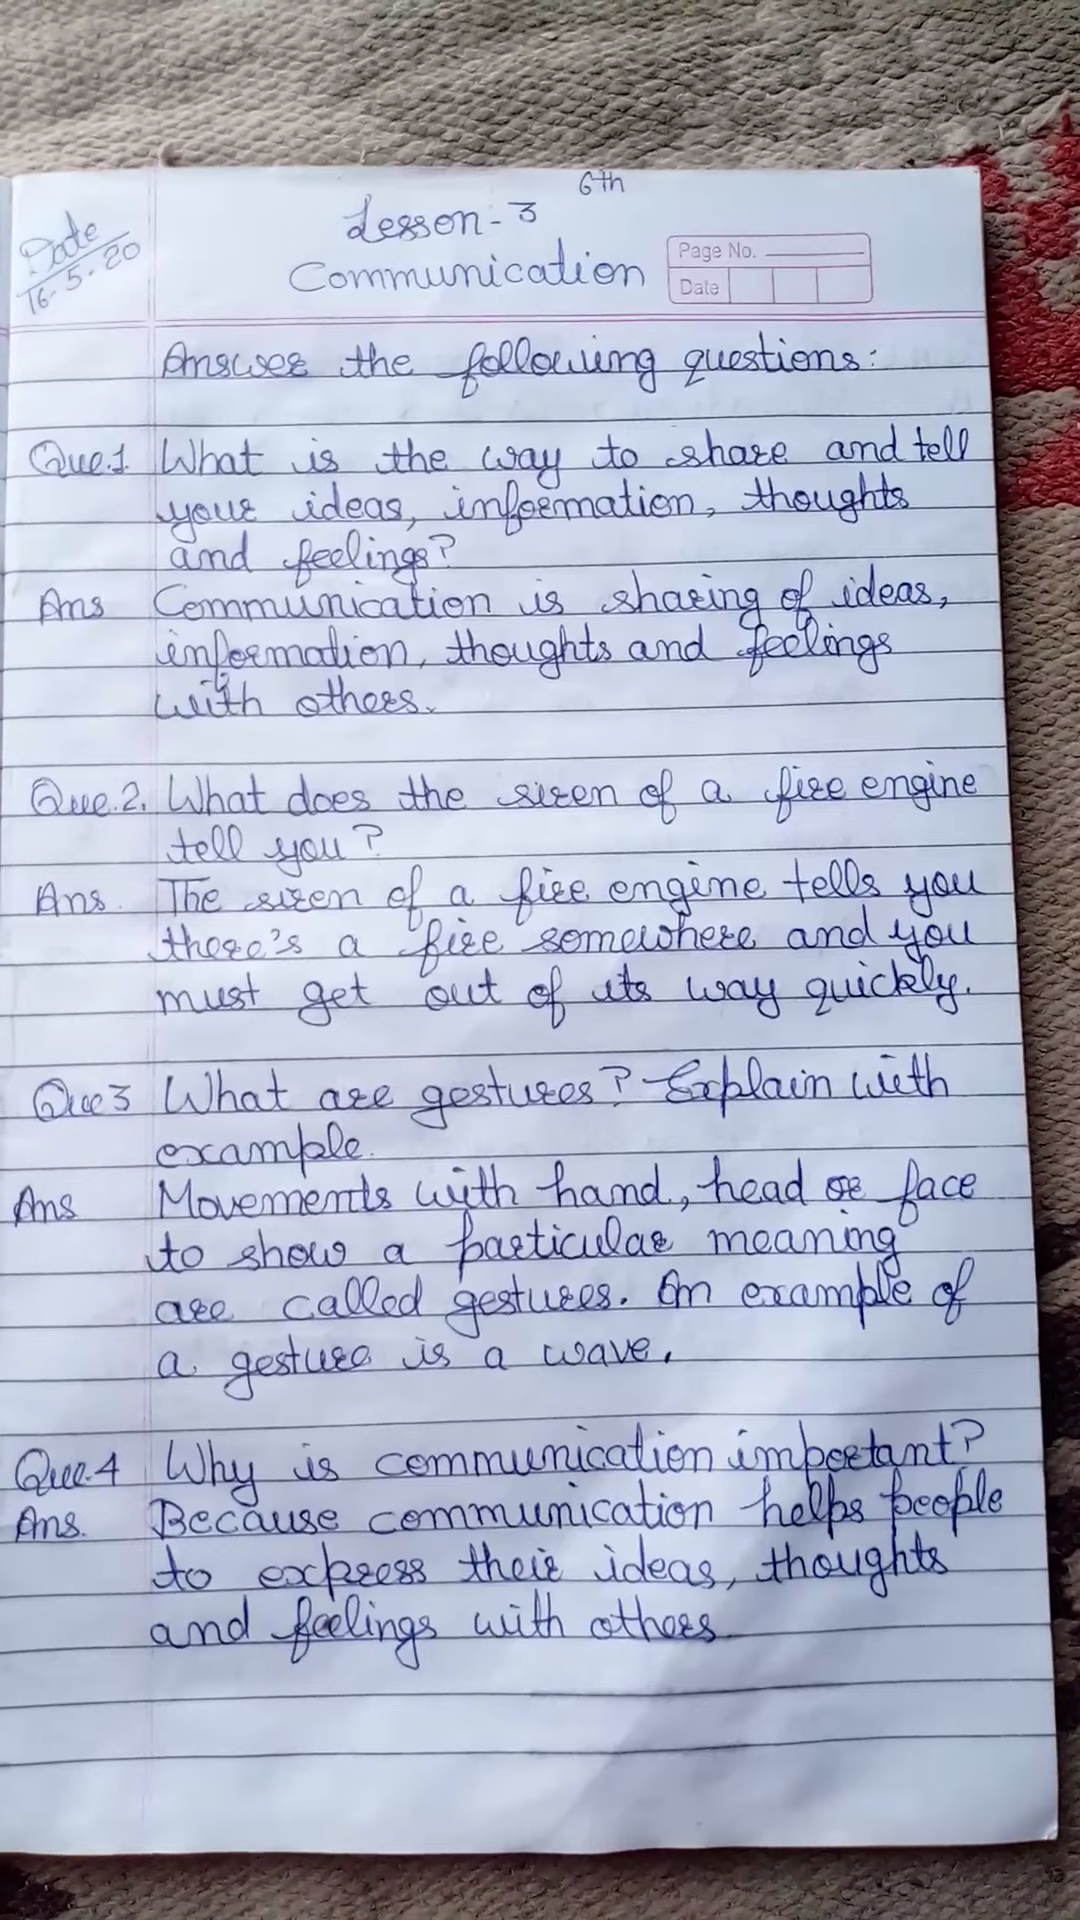 6th
Date
16-5-20
Lesson-3
Communication
Page No.
Date
Answer the following questions:
Que.1 What is the way to share and tell
your ideas, information, thoughts
and feelings?
Ans Communication is sharing of ideas,
information, thoughts and feelings
with others.
Que.2. What does the siren of a fire engine
tell you?
Ans. The siren of a fire engine tells you
there's a fire somewhere and you
must get out of its way quickly.
Que3 What are gestures? Explain with
example.
Ans Movements with hand, head or face
to show a particular meaning
are called gestures. An example of
a gesture is a wave.
Que.4 Why is communication important?
Ans. Because communication helps people
to express their ideas, thoughts
and feelings with others.